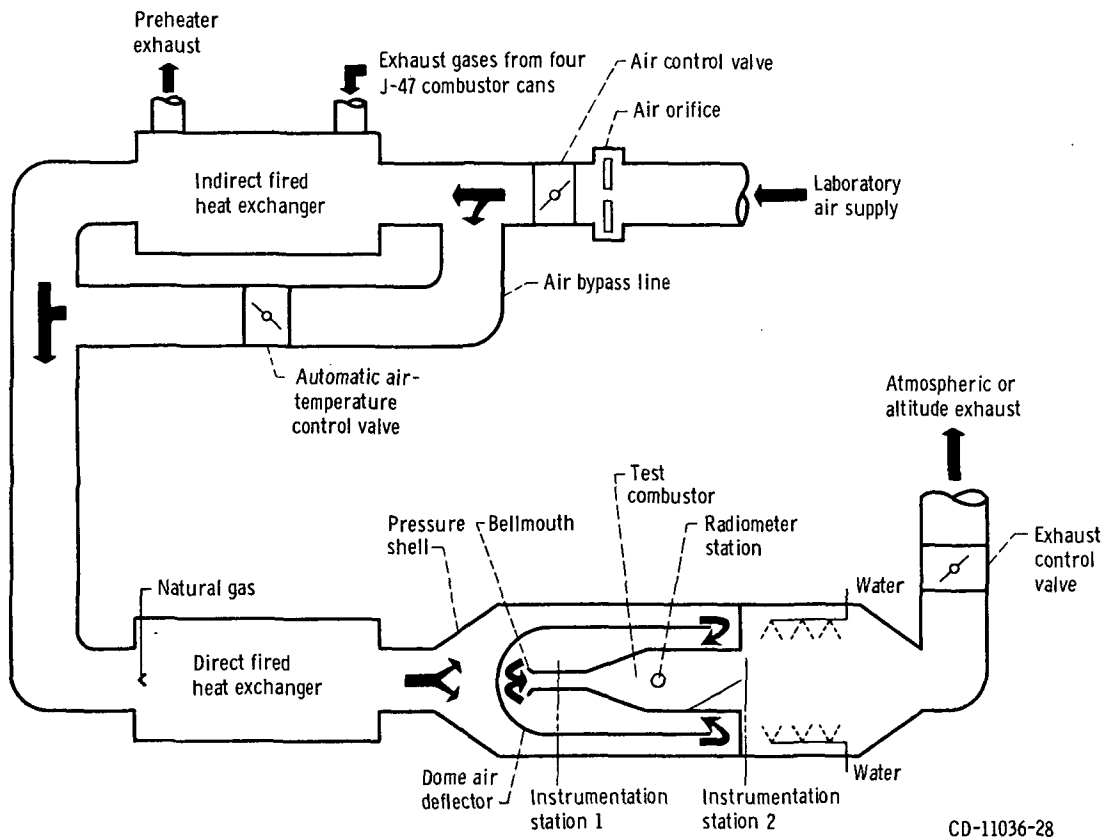 Preheater
exhaust
Exhaust gases from four
J-47 combustor cans
Air control valve
Air orifice
Indirect fired
heat exchanger
Laboratory
air supply
Air bypass line
Automatic air-
temperature
control valve
Atmospheric or
altitude exhaust
Test
combustor
Pressure
shell
Bellmouth
Radiometer
station
Exhaust
control
valve
Natural gas
Water
Direct fired
heat exchanger
Dome air
deflector
Instrumentation
station 1
Instrumentation
station 2
Water
CD-11036-28